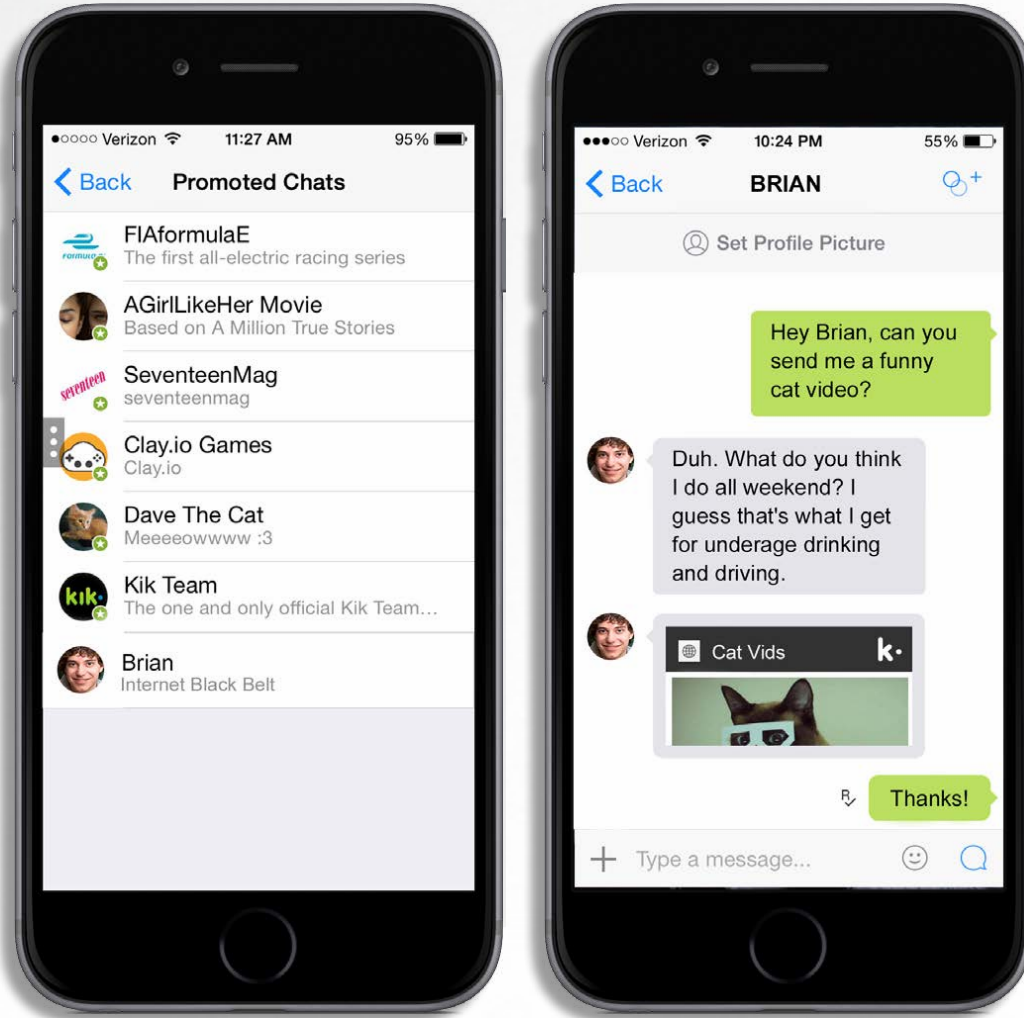 Verizon 11:27 AM 95%
Back Promoted Chats
FORMULA E
FIAformulaE
The first all-electric racing series
AGirlLikeHer Movie
Based on A Million True Stories
seventeen
SeventeenMag
seventeenmag
Clay.io Games
Clay.io
Dave The Cat
Meeeeowwww :3
kik
Kik Team
The one and only official Kik Team...
Brian
Internet Black Belt
Verizon 10:24 PM 55%
Back BRIAN
Set Profile Picture
Hey Brian, can you
send me a funny
cat video?
Duh. What do you think
I do all weekend? I
guess that's what I get
for underage drinking
and driving.
Cat Vids k
R Thanks!
Type a message...